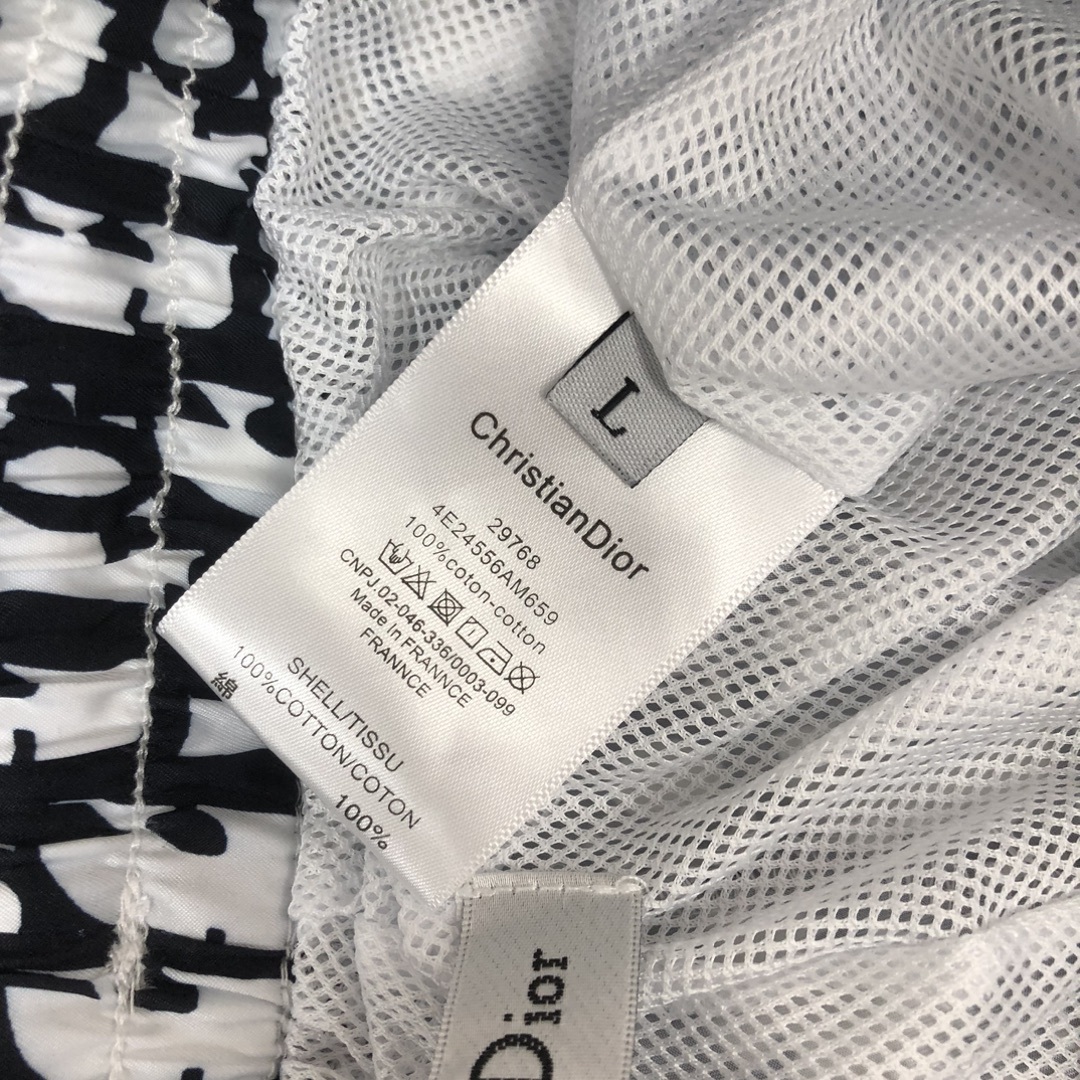 L
ChristianDior
29768
4E24556AM659
100%coton-cotton
CNPJ.02-046-336/0003-099
Made In FRANNCE
FRANNCE
SHELL/TISSU
100%COTTON/COTON
綿 100%
Dior